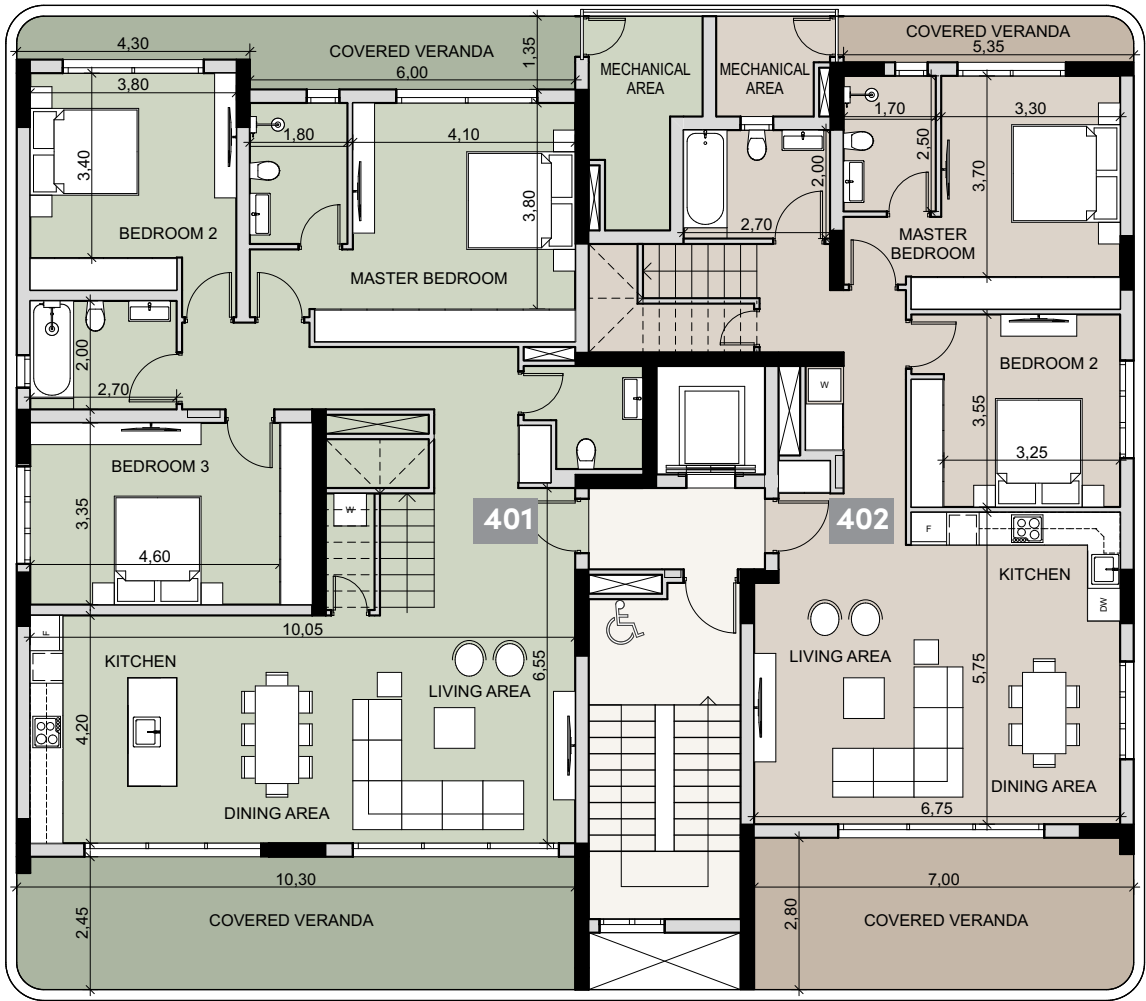 COVERED VERANDA
5,35
4,30
COVERED VERANDA
1,35
6,00
MECHANICAL
AREA
MECHANICAL
AREA
3,80
1,80
4,10
1,70
3,30
3,40
3,80
2,00
2,50
3,70
2,70
BEDROOM 2
MASTER BEDROOM
MASTER
BEDROOM
2,00
2,70
BEDROOM 2
W
3,55
3,25
BEDROOM 3
3,35
4,60
W
401
402
F
KITCHEN
DW
10,05
F
KITCHEN
LIVING AREA
6,55
LIVING AREA
5,75
4,20
DINING AREA
DINING AREA
6,75
10,30
7,00
2,45
COVERED VERANDA
2,80
COVERED VERANDA